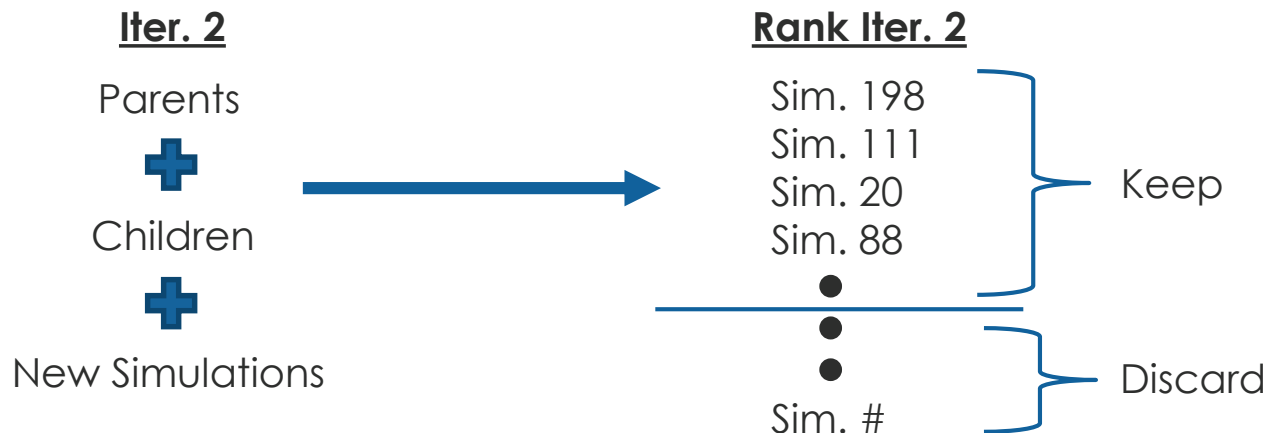 Iter. 2
Parents
Children
New Simulations
Rank Iter. 2
Sim. 198
Sim. 111
Sim. 20
Sim. 88
Sim. #
Keep
Discard